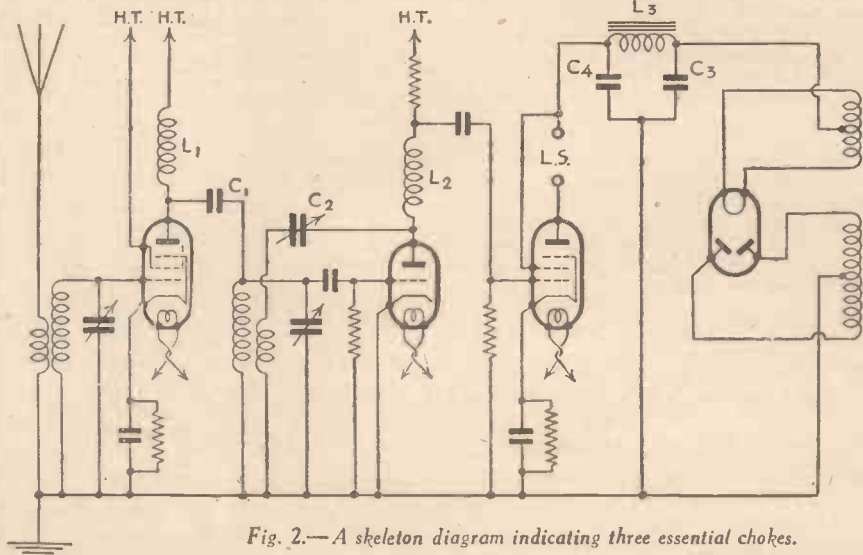 H.T. H.T.
H.T.
L3
C4
C3
L1
L2
L.S.
C1
C2
Fig. 2.—A skeleton diagram indicating three essential chokes.